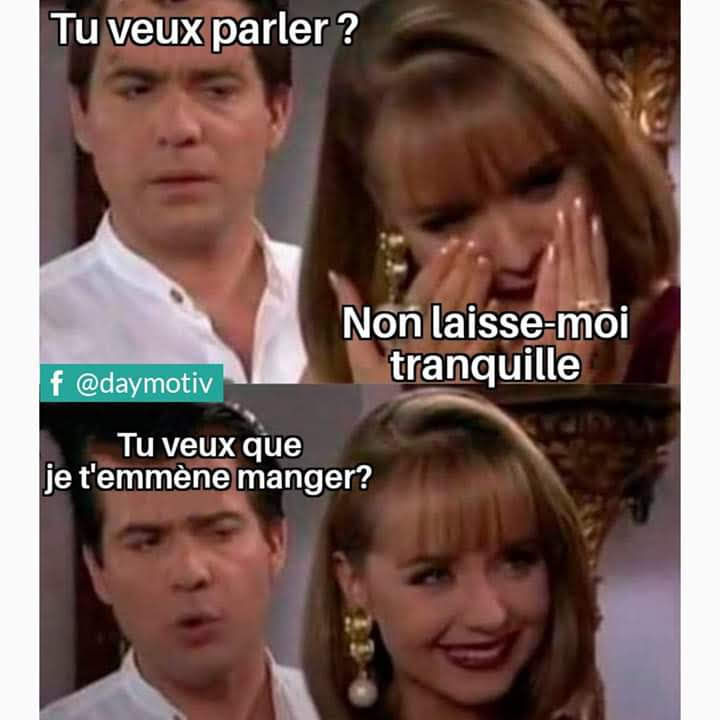 Tu veux parler ?
Non laisse-moi
tranquille
f @daymotiv
Tu veux que
je t'emmène manger?